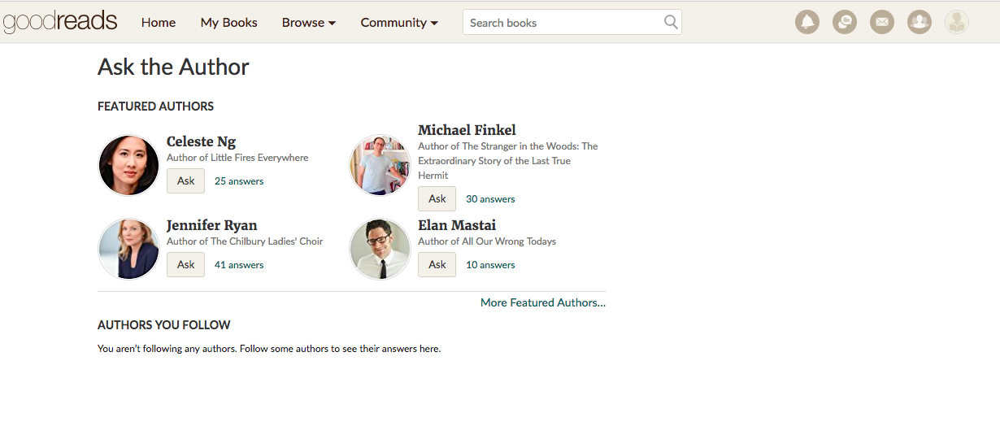 goodreads
Home
My Books
Browse
Community
Search books
Ask the Author
FEATURED AUTHORS
Celeste Ng
Author of Little Fires Everywhere
Ask
25 answers
Michael Finkel
Author of The Stranger in the Woods: The
Extraordinary Story of the Last True
Hermit
Ask
30 answers
Jennifer Ryan
Author of The Chilbury Ladies' Choir
Ask
41 answers
Elan Mastai
Author of All Our Wrong Todays
Ask
10 answers
More Featured Authors...
AUTHORS YOU FOLLOW
You aren't following any authors. Follow some authors to see their answers here.